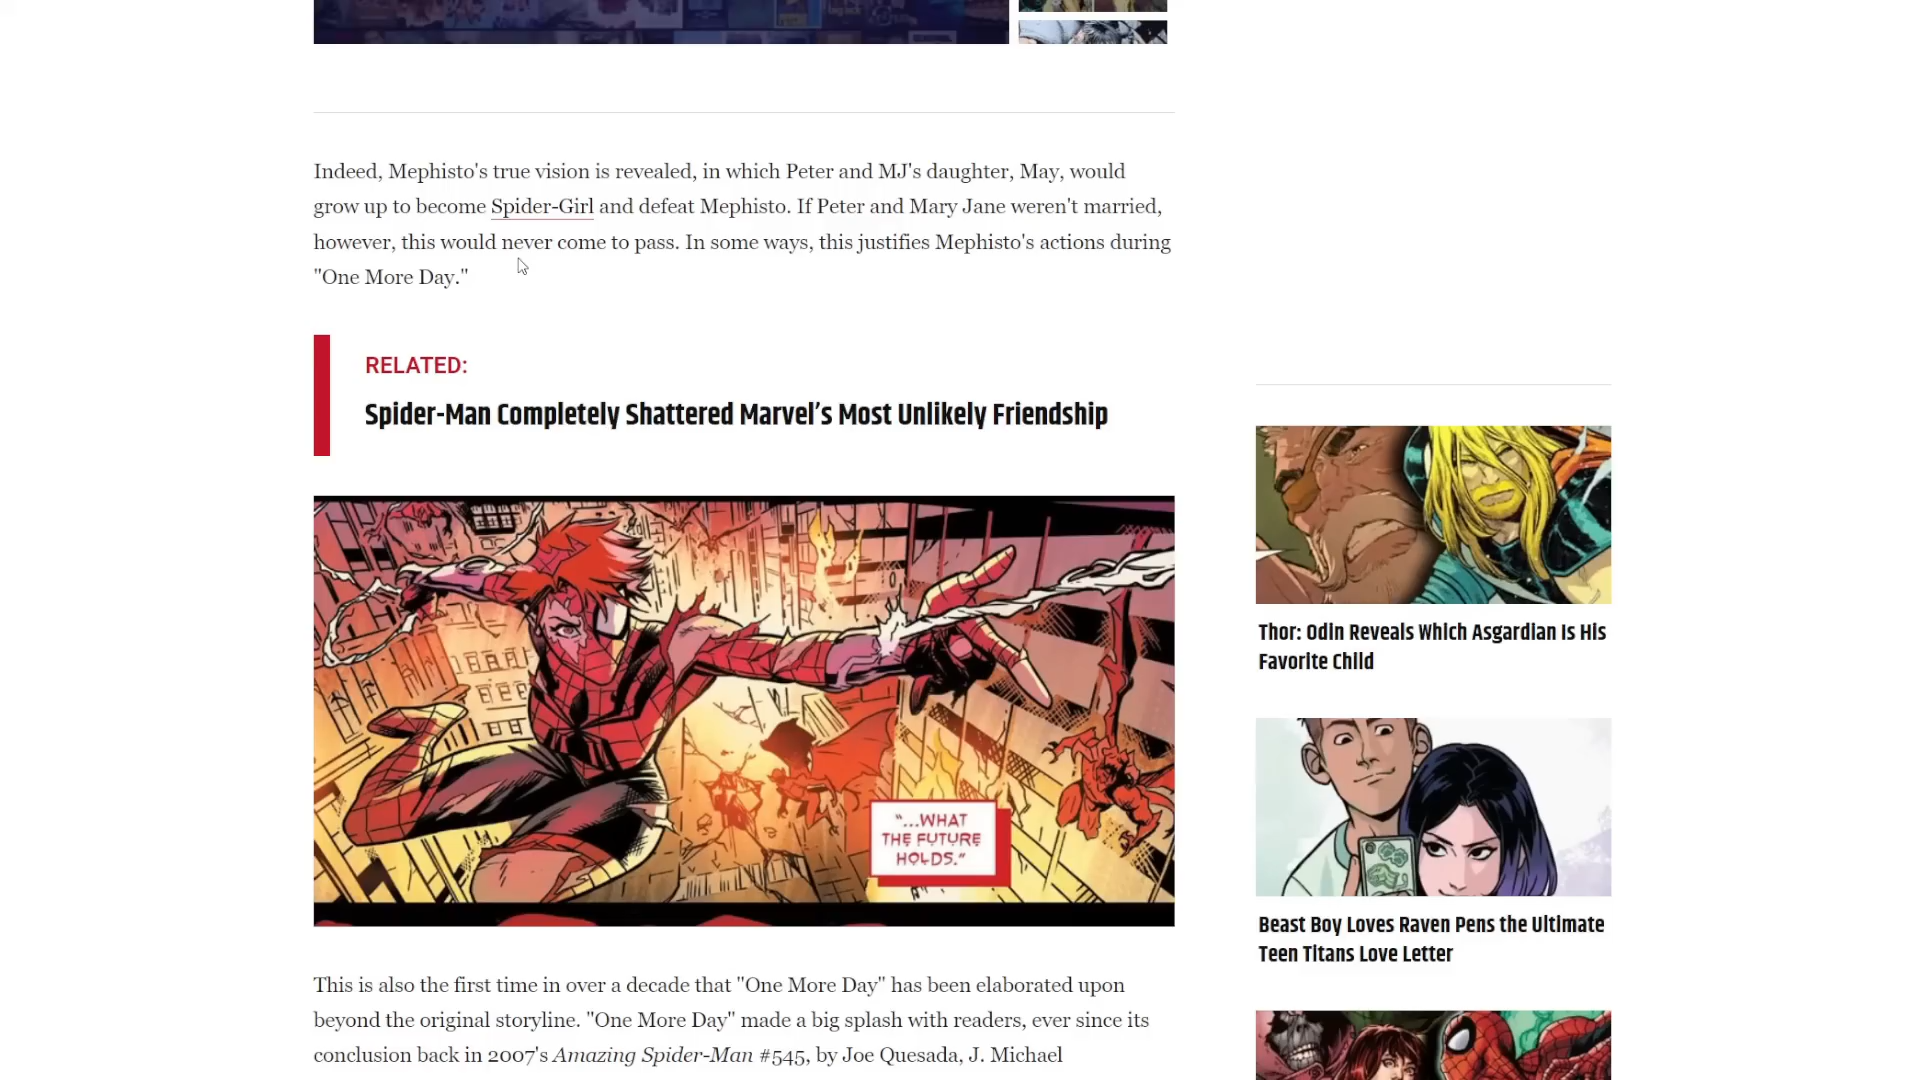 Indeed, Mephisto's true vision is revealed, in which Peter and MJ's daughter, May, would
grow up to become Spider-Girl and defeat Mephisto. If Peter and Mary Jane weren't married,
however, this would never come to pass. In some ways, this justifies Mephisto's actions during
"One More Day."
RELATED:
Spider-Man Completely Shattered Marvel's Most Unlikely Friendship
"...WHAT
THE FUTURE
HOLDS."
This is also the first time in over a decade that "One More Day" has been elaborated upon
beyond the original storyline. "One More Day" made a big splash with readers, ever since its
conclusion back in 2007's Amazing Spider-Man #545, by Joe Quesada, J. Michael
Thor: Odin Reveals Which Asgardian Is His
Favorite Child
Beast Boy Loves Raven Pens the Ultimate
Teen Titans Love Letter